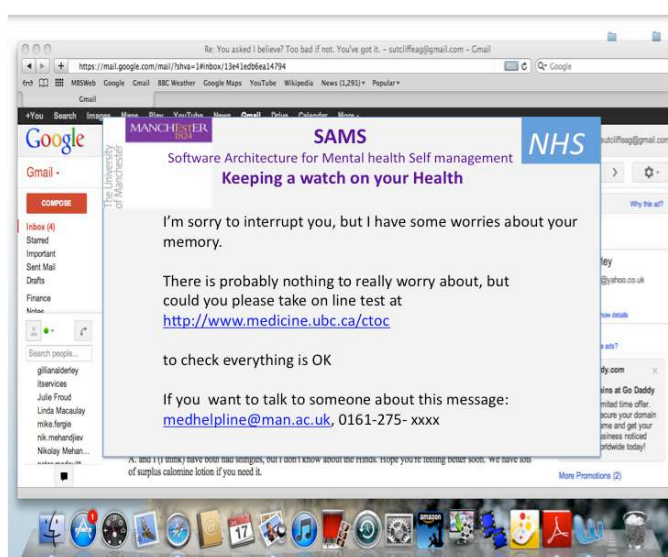 Re: You asked I believe? Too bad if not. You've got it. – sutcliffeag@gmail.com – Gmail
https://mail.google.com/mail/?shva=1#inbox/13e41edb6ea14794
Google
MBSWeb Google Gmail BBC Weather Google Maps YouTube Wikipedia News (1,291) Popular
Gmail
+You Search Images Maps Play YouTube News Gmail Drive Calendar More
Google
sutcliffeag@gmail.com
MANCHESTER
1824
The University
of Manchester
SAMS
Software Architecture for Mental health Self management
Keeping a watch on your Health
NHS
Gmail
COMPOSE
Why this ad?
Inbox (4)
Starred
Important
Sent Mail
Drafts
Finance
Notes
Search people...
gillianalderley
itservices
Julie Froud
Linda Macaulay
mike.fergie
nik.mehandjiev
Nikolay Mehan...
I'm sorry to interrupt you, but I have some worries about your
memory.
There is probably nothing to really worry about, but
could you please take on line test at
http://www.medicine.ubc.ca/ctoc
to check everything is OK
If you want to talk to someone about this message:
medhelpline@man.ac.uk, 0161-275- xxxx
ley
@yahoo.co.uk
how details
e ads?
dy.com
ains at Go Daddy
mited time offer.
ecure your domain
ame and get your
usiness noticed
orldwide today!
A. and I (I think) have both had shingles, but I don't know about the Hinds. Hope you're feeling better soon. We have lots
of surplus calomine lotion if you need it.
More Promotions (2)
1
17
amazon